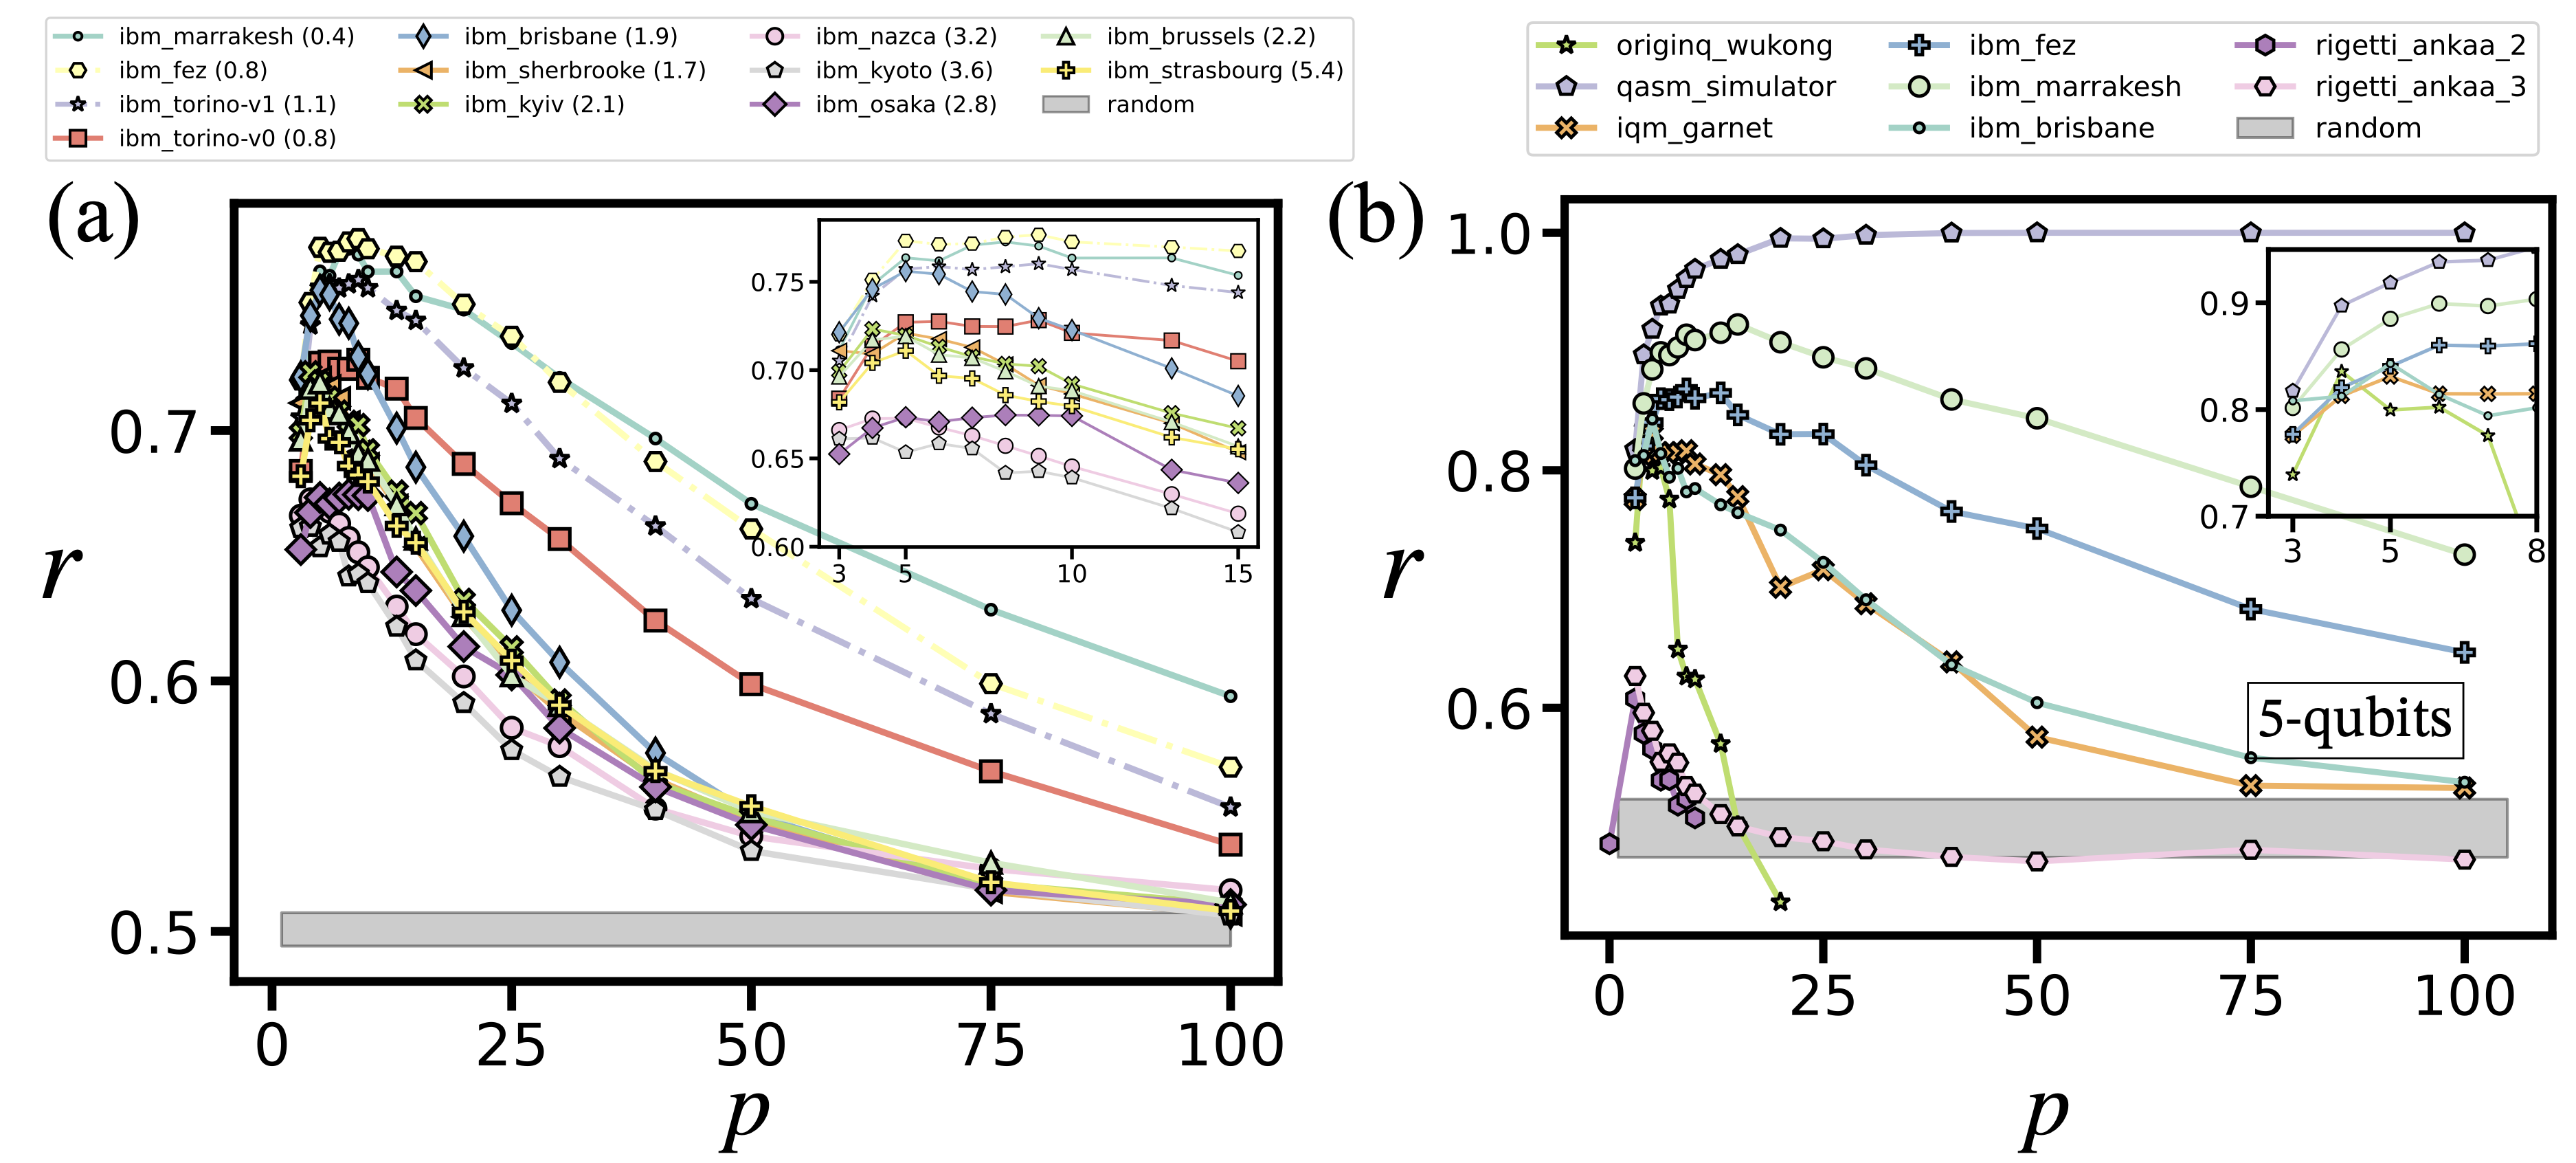 ibm_marrakesh (0.4) ibm_brisbane (1.9) ibm_nazca (3.2) ibm_brussels (2.2)
ibm_fez (0.8) ibm_sherbrooke (1.7) ibm_kyoto (3.6) ibm_strasbourg (5.4)
ibm_torino-v1 (1.1) ibm_kyiv (2.1) ibm_osaka (2.8) random
ibm_torino-v0 (0.8)
originq_wukong ibm_fez rigetti_ankaa_2
qasm_simulator ibm_marrakesh rigetti_ankaa_3
iqm_garnet ibm_brisbane random
(a)
r
0.7
0.6
0.5
0 25 50 75 100
p
0.75
0.70
0.65
0.60
3 5 10 15
(b)
r
1.0
0.8
0.6
0 25 50 75 100
p
0.9
0.8
0.7
3 5 8
5-qubits